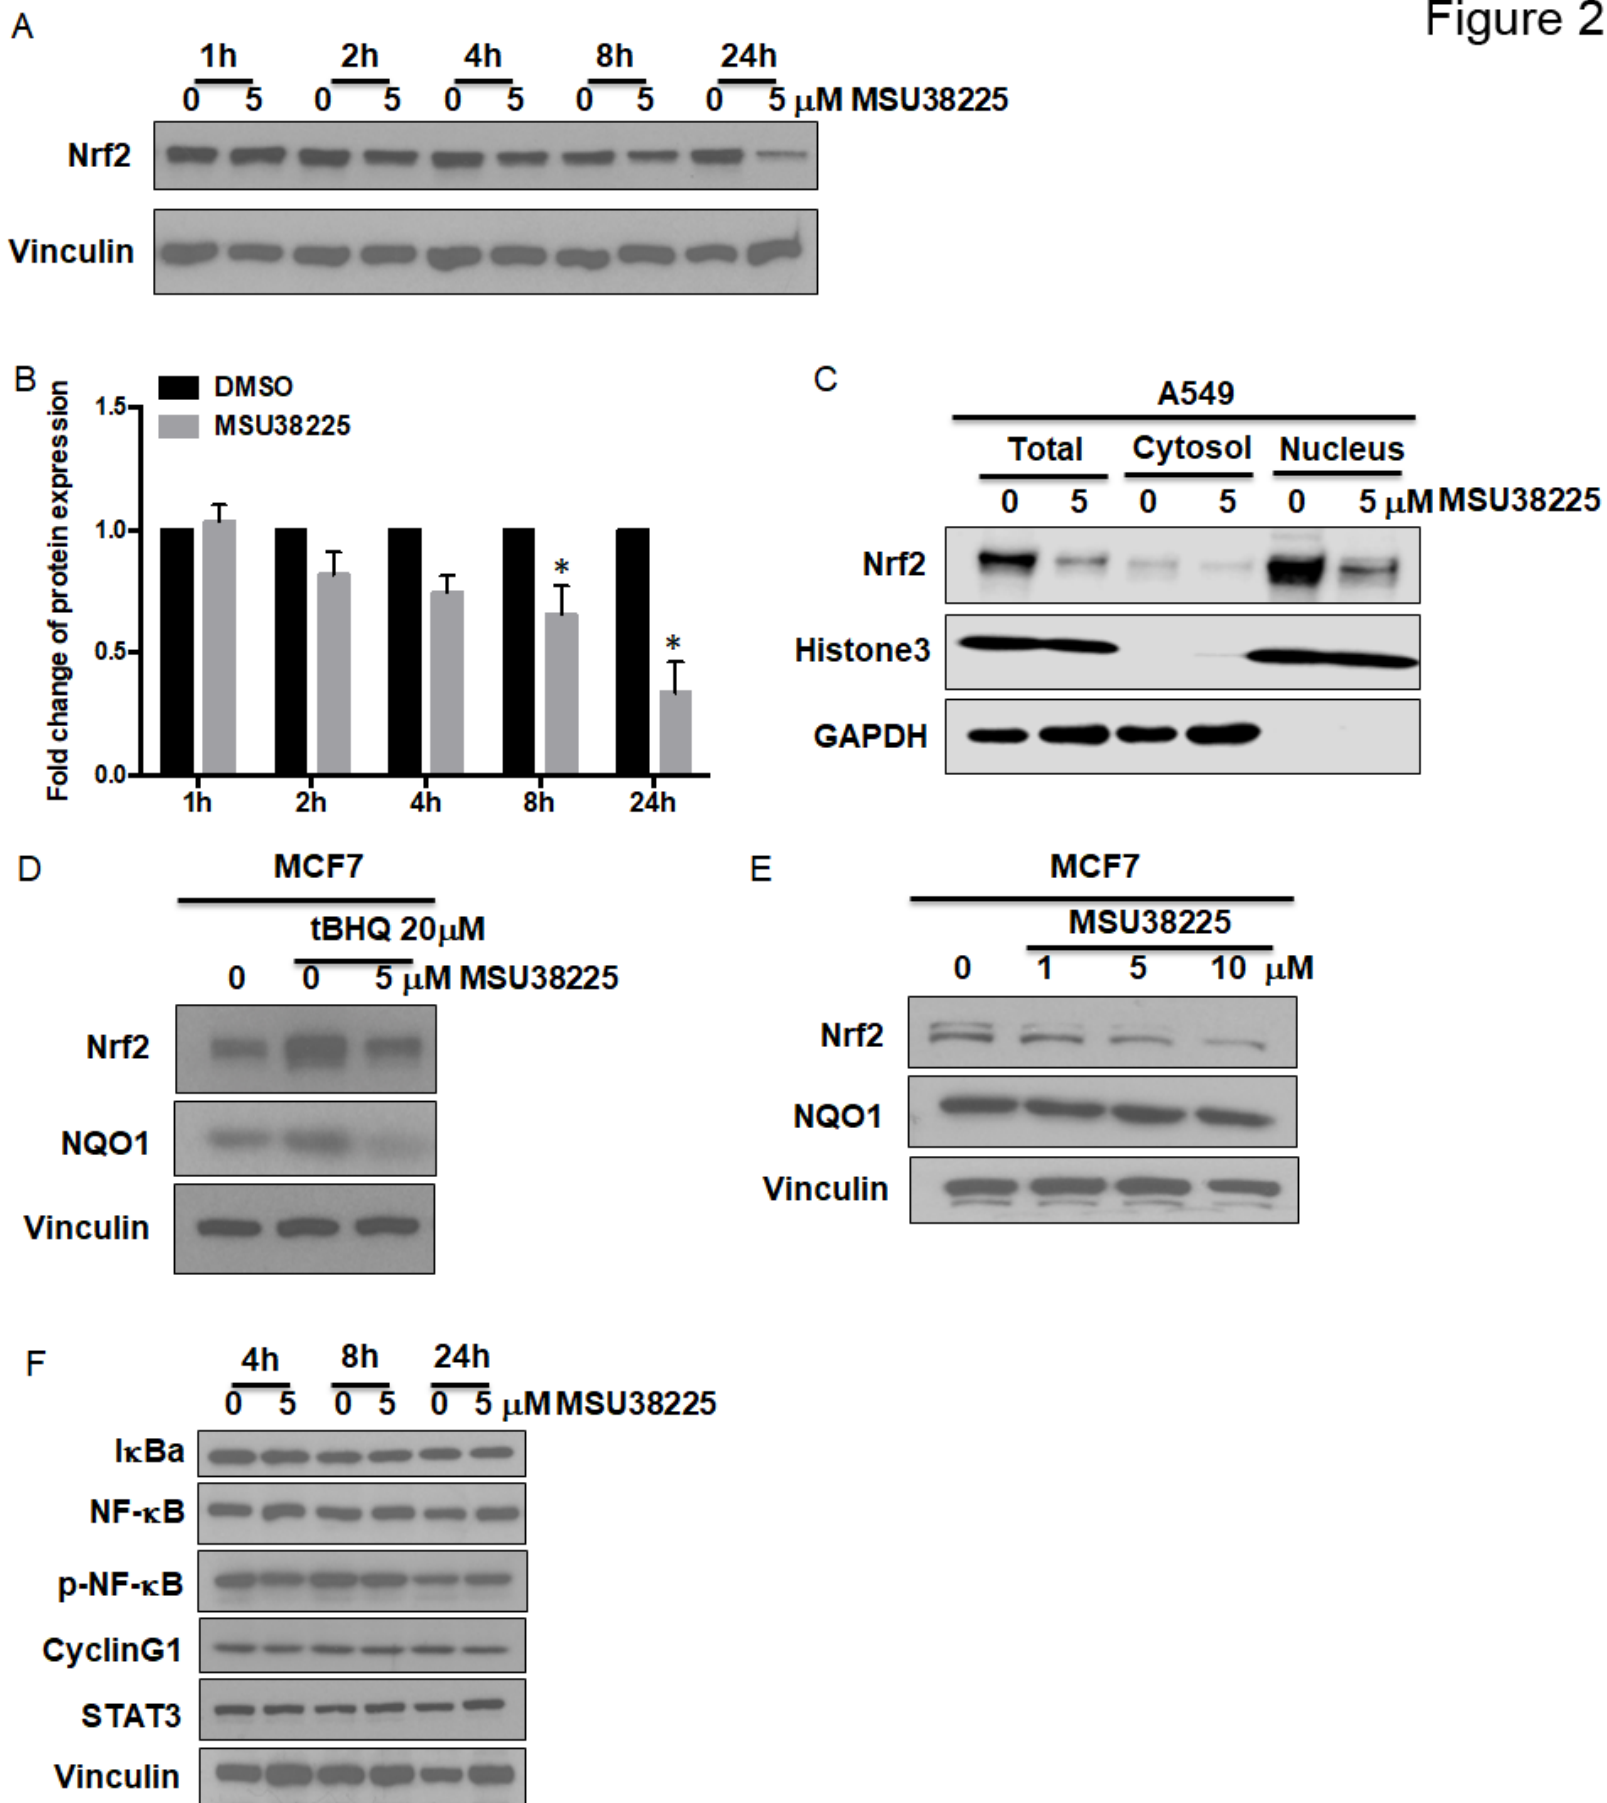 Figure 2
A
1h 2h 4h 8h 24h
0 5 0 5 0 5 0 5 0 5 μM MSU38225
Nrf2
Vinculin
B
DMSO
MSU38225
Fold change of protein expression
1.5
1.0
0.5
0.0
*
*
1h 2h 4h 8h 24h
C
A549
Total Cytosol Nucleus
0 5 0 5 0 5 μM MSU38225
Nrf2
Histone3
GAPDH
D
MCF7
tBHQ 20μM
0 0 5 μM MSU38225
Nrf2
NQO1
Vinculin
E
MCF7
MSU38225
0 1 5 10 μM
Nrf2
NQO1
Vinculin
F
4h 8h 24h
0 5 0 5 0 5 μM MSU38225
IκBa
NF-κB
p-NF-κB
CyclinG1
STAT3
Vinculin